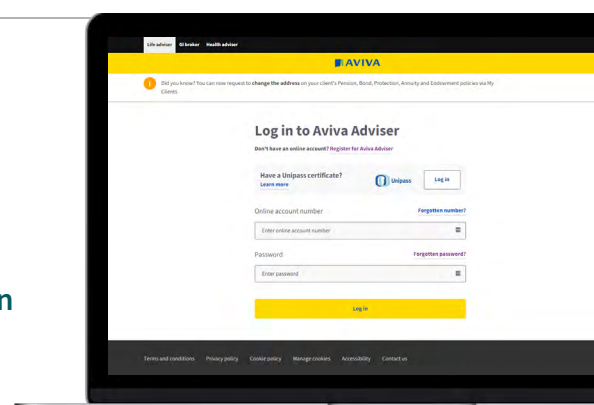 Life adviser GI broker Health adviser
AVIVA
Did you know? You can now request to change the address on your client's Pension, Bond, Protection, Annuity and Endowment policies via My
Clients
Log in to Aviva Adviser
Don't have an online account? Register for Aviva Adviser
Have a Unipass certificate?
Learn more
Unipass
Log in
Online account number Forgotten number?
Enter online account number
Password Forgotten password?
Enter password
n
Log in
Terms and conditions Privacy policy Cookie policy Manage cookies Accessibility Contact us